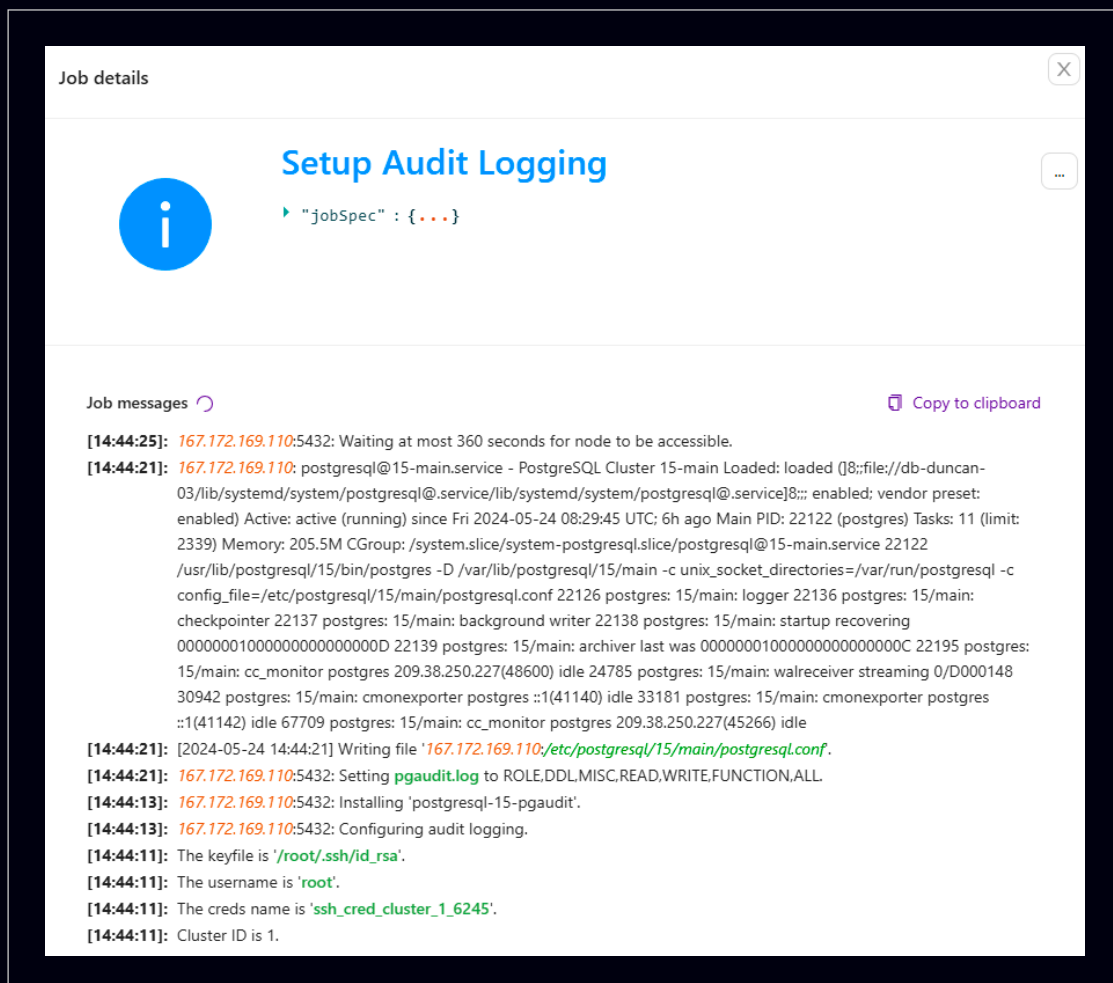 Job details
X
Setup Audit Logging
...
"jobSpec" : {...}
Job messages
Copy to clipboard
[14:44:25]: 167.172.169.110:5432: Waiting at most 360 seconds for node to be accessible.
[14:44:21]: 167.172.169.110: postgresql@15-main.service - PostgreSQL Cluster 15-main Loaded: loaded (]8;;file://db-duncan-
03/lib/systemd/system/postgresql@.service/lib/systemd/system/postgresql@.service]8;;; enabled; vendor preset:
enabled) Active: active (running) since Fri 2024-05-24 08:29:45 UTC; 6h ago Main PID: 22122 (postgres) Tasks: 11 (limit:
2339) Memory: 205.5M CGroup: /system.slice/system-postgresql.slice/postgresql@15-main.service 22122
/usr/lib/postgresql/15/bin/postgres -D /var/lib/postgresql/15/main -c unix_socket_directories=/var/run/postgresql -c
config_file=/etc/postgresql/15/main/postgresql.conf 22126 postgres: 15/main: logger 22136 postgres: 15/main:
checkpointer 22137 postgres: 15/main: background writer 22138 postgres: 15/main: startup recovering
00000001000000000000000D 22139 postgres: 15/main: archiver last was 00000001000000000000000C 22195 postgres:
15/main: cc_monitor postgres 209.38.250.227(48600) idle 24785 postgres: 15/main: walreceiver streaming 0/D000148
30942 postgres: 15/main: cmonexporter postgres ::1(41140) idle 33181 postgres: 15/main: cmonexporter postgres
::1(41142) idle 67709 postgres: 15/main: cc_monitor postgres 209.38.250.227(45266) idle
[14:44:21]: [2024-05-24 14:44:21] Writing file '167.172.169.110:/etc/postgresql/15/main/postgresql.conf'.
[14:44:21]: 167.172.169.110:5432: Setting pgaudit.log to ROLE,DDL,MISC,READ,WRITE,FUNCTION,ALL.
[14:44:13]: 167.172.169.110:5432: Installing 'postgresql-15-pgaudit'.
[14:44:13]: 167.172.169.110:5432: Configuring audit logging.
[14:44:11]: The keyfile is '/root/.ssh/id_rsa'.
[14:44:11]: The username is 'root'.
[14:44:11]: The creds name is 'ssh_cred_cluster_1_6245'.
[14:44:11]: Cluster ID is 1.